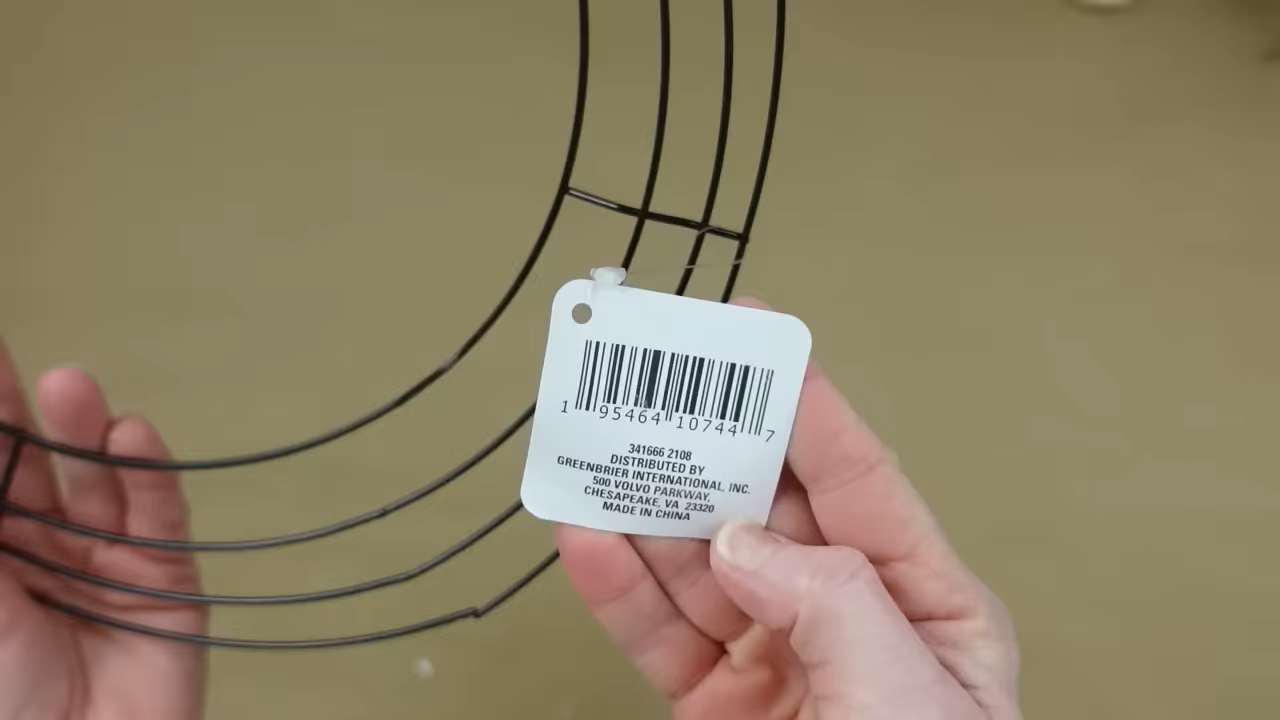 1 95464 10744 7
341666 2108
DISTRIBUTED BY
GREENBRIER INTERNATIONAL, INC.
500 VOLVO PARKWAY,
CHESAPEAKE, VA 23320
MADE IN CHINA